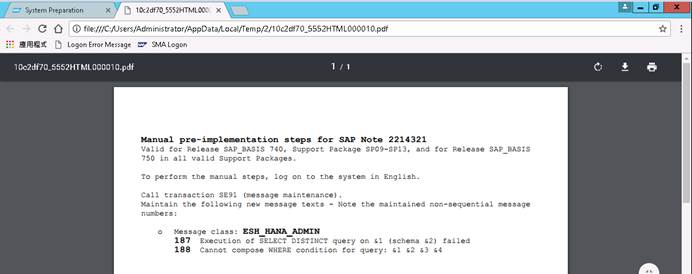 System Preparation
10c2df70_5552HTML000
file:///C:/Users/Administrator/AppData/Local/Temp/2/10c2df70_5552HTML000010.pdf
應用程式 Logon Error Message SMA Logon
10c2df70_5552HTML000010.pdf 1 / 1
Manual pre-implementation steps for SAP Note 2214321
Valid for Release SAP_BASIS 740, Support Package SP09-SP13, and for Release SAP_BASIS
750 in all valid Support Packages.
To perform the manual steps, log on to the system in English.
Call transaction SE91 (message maintenance).
Maintain the following new message texts - Note the maintained non-sequential message
numbers:
o Message class: ESH_HANA_ADMIN
187 Execution of SELECT DISTINCT query on &1 (schema &2) failed
188 Cannot compose WHERE condition for query: &1 &2 &3 &4